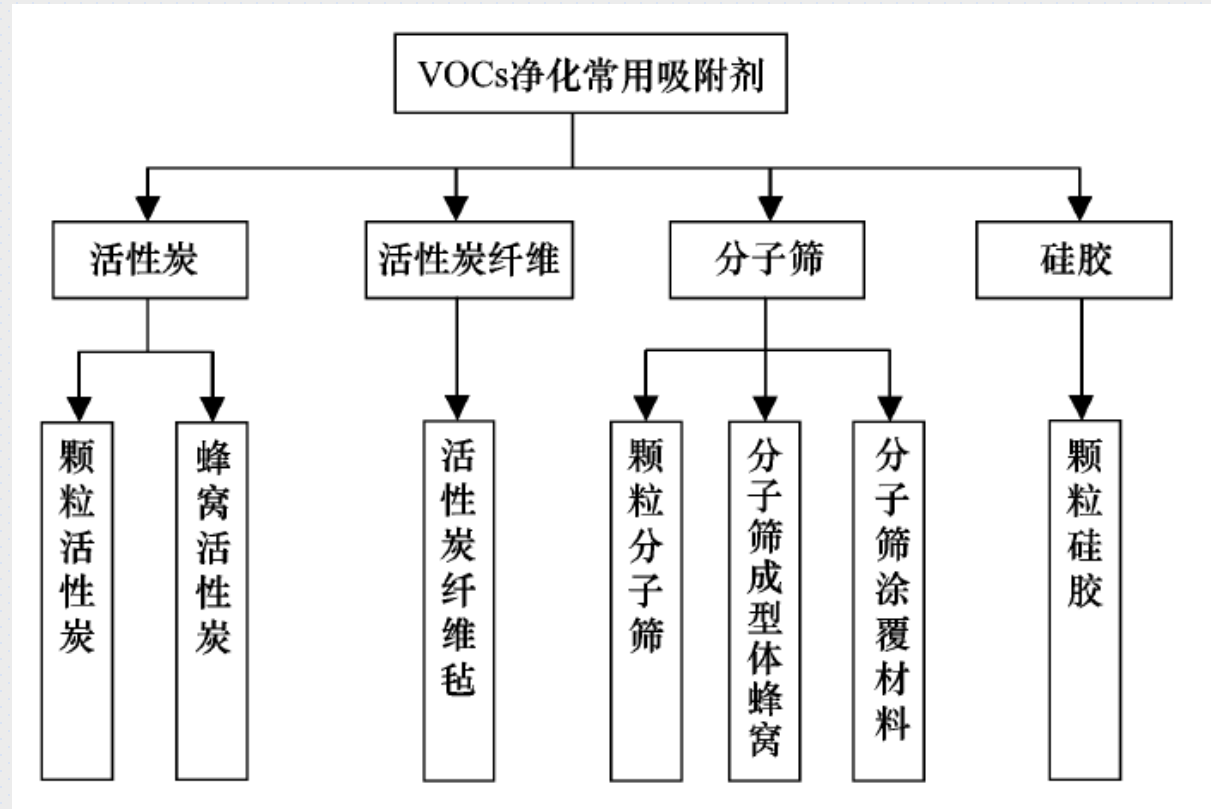 VOCs净化常用吸附剂
活性炭
活性炭纤维
分子筛
硅胶
颗粒活性炭
蜂窝活性炭
活性炭纤维毡
颗粒分子筛
分子筛成型体蜂窝
分子筛涂覆材料
颗粒硅胶